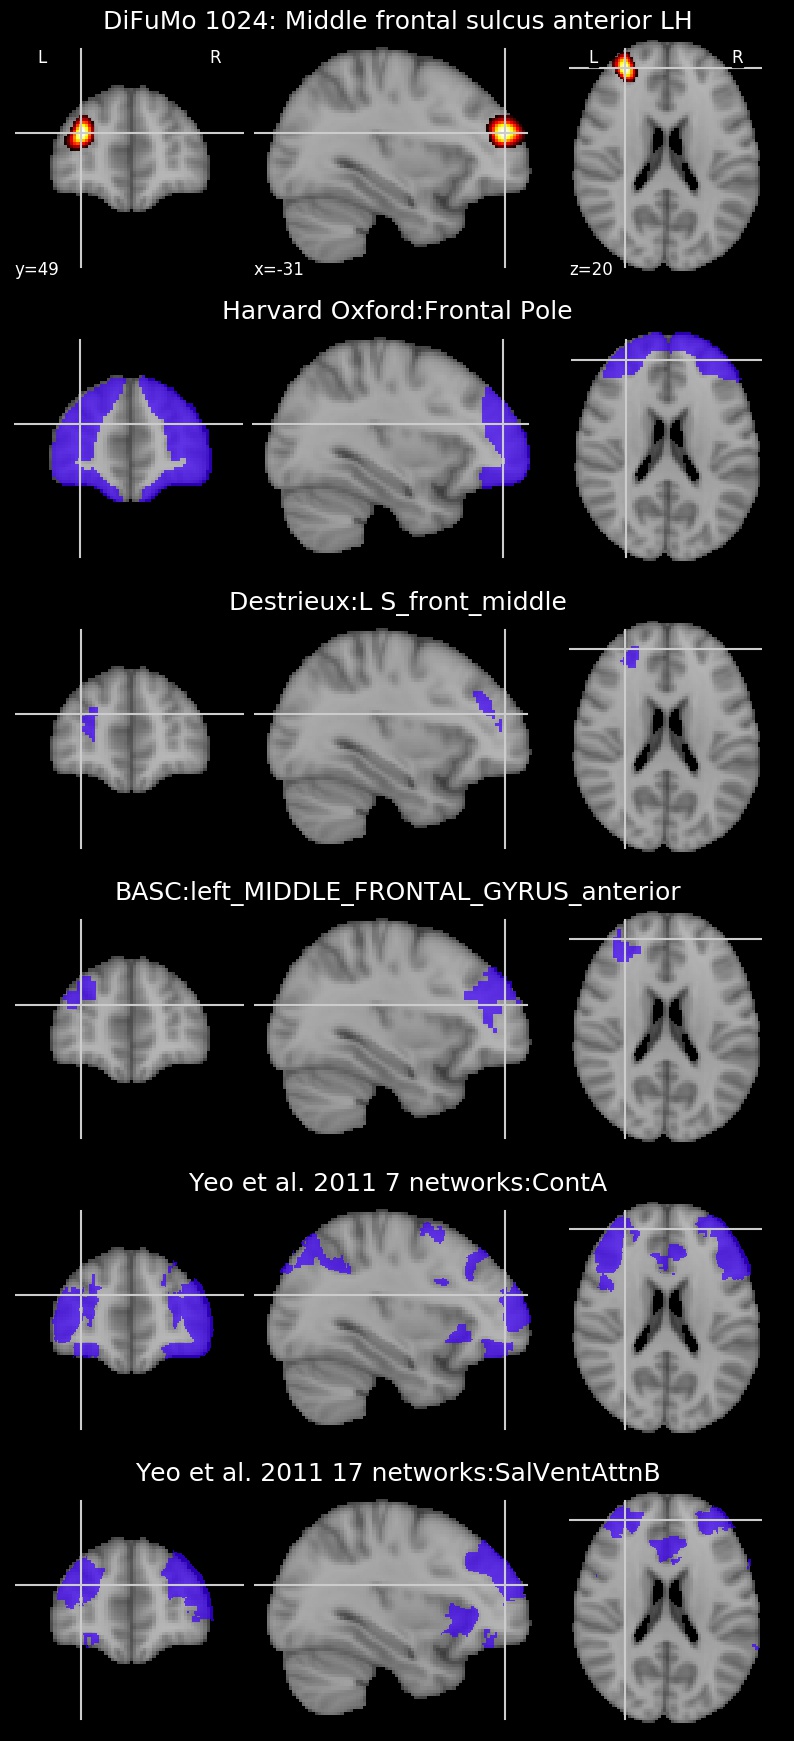 DiFuMo 1024: Middle frontal sulcus anterior LH
L R L R
y=49 x=-31 z=20
Harvard Oxford:Frontal Pole
Destrieux:L S_front_middle
BASC:left_MIDDLE_FRONTAL_GYRUS_anterior
Yeo et al. 2011 7 networks:ContA
Yeo et al. 2011 17 networks:SalVentAttnB